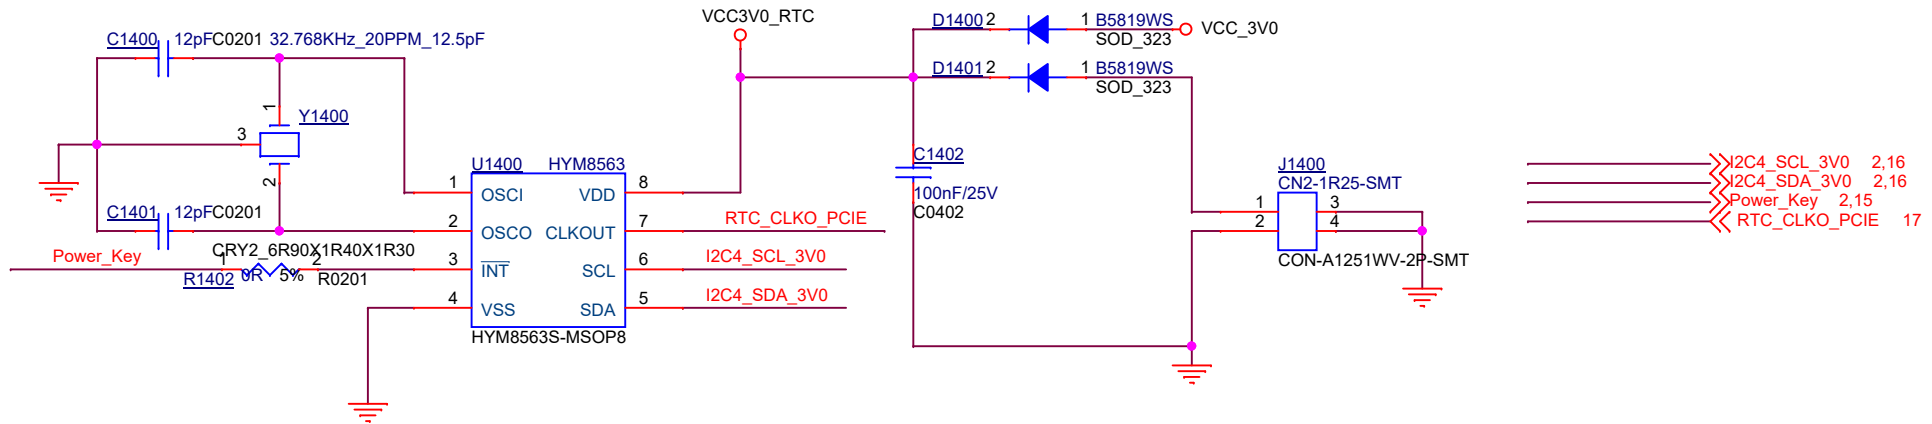 VCC3V0_RTC
D1400 2 1 B5819WS
SOD_323
VCC_3V0
C1400 12pF C0201 32.768KHz_20PPM_12.5pF
D1401 2 1 B5819WS
SOD_323
1
3
Y1400
2
C1401 12pF C0201
CRY2_6R90X1R40X1R30
Power_Key
1
2
R1402 0R 5% R0201
U1400 HYM8563
1 OSCI VDD 8
2 OSCO CLKOUT 7
3 INT SCL 6
4 VSS SDA 5
HYM8563S-MSOP8
RTC_CLKO_PCIE
I2C4_SCL_3V0
I2C4_SDA_3V0
C1402
100nF/25V
C0402
J1400
CN2-1R25-SMT
1 3
2 4
CON-A1251WV-2P-SMT
I2C4_SCL_3V0 2,16
I2C4_SDA_3V0 2,16
Power_Key 2,15
RTC_CLKO_PCIE 17